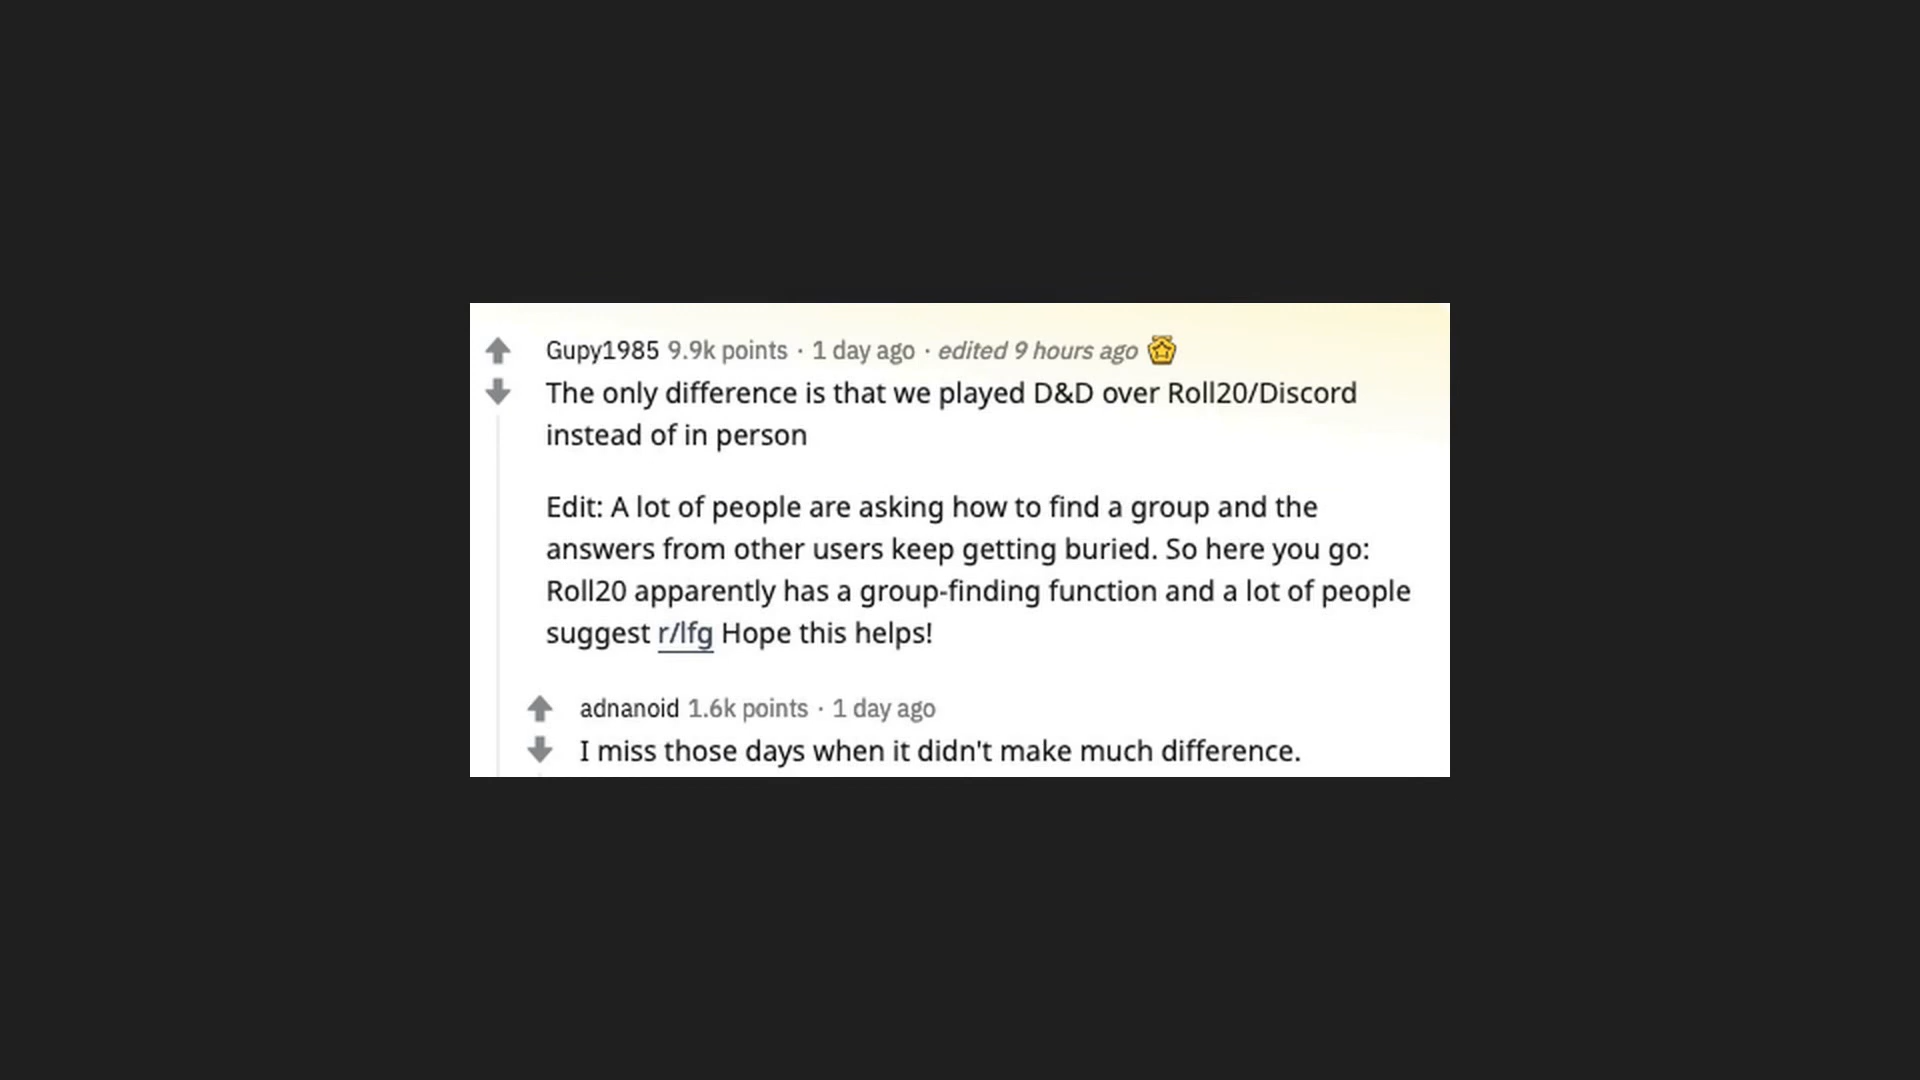 Gupy1985 9.9k points · 1 day ago · edited 9 hours ago
The only difference is that we played D&D over Roll20/Discord
instead of in person
Edit: A lot of people are asking how to find a group and the
answers from other users keep getting buried. So here you go:
Roll20 apparently has a group-finding function and a lot of people
suggest r/lfg Hope this helps!
adnanoid 1.6k points · 1 day ago
I miss those days when it didn't make much difference.